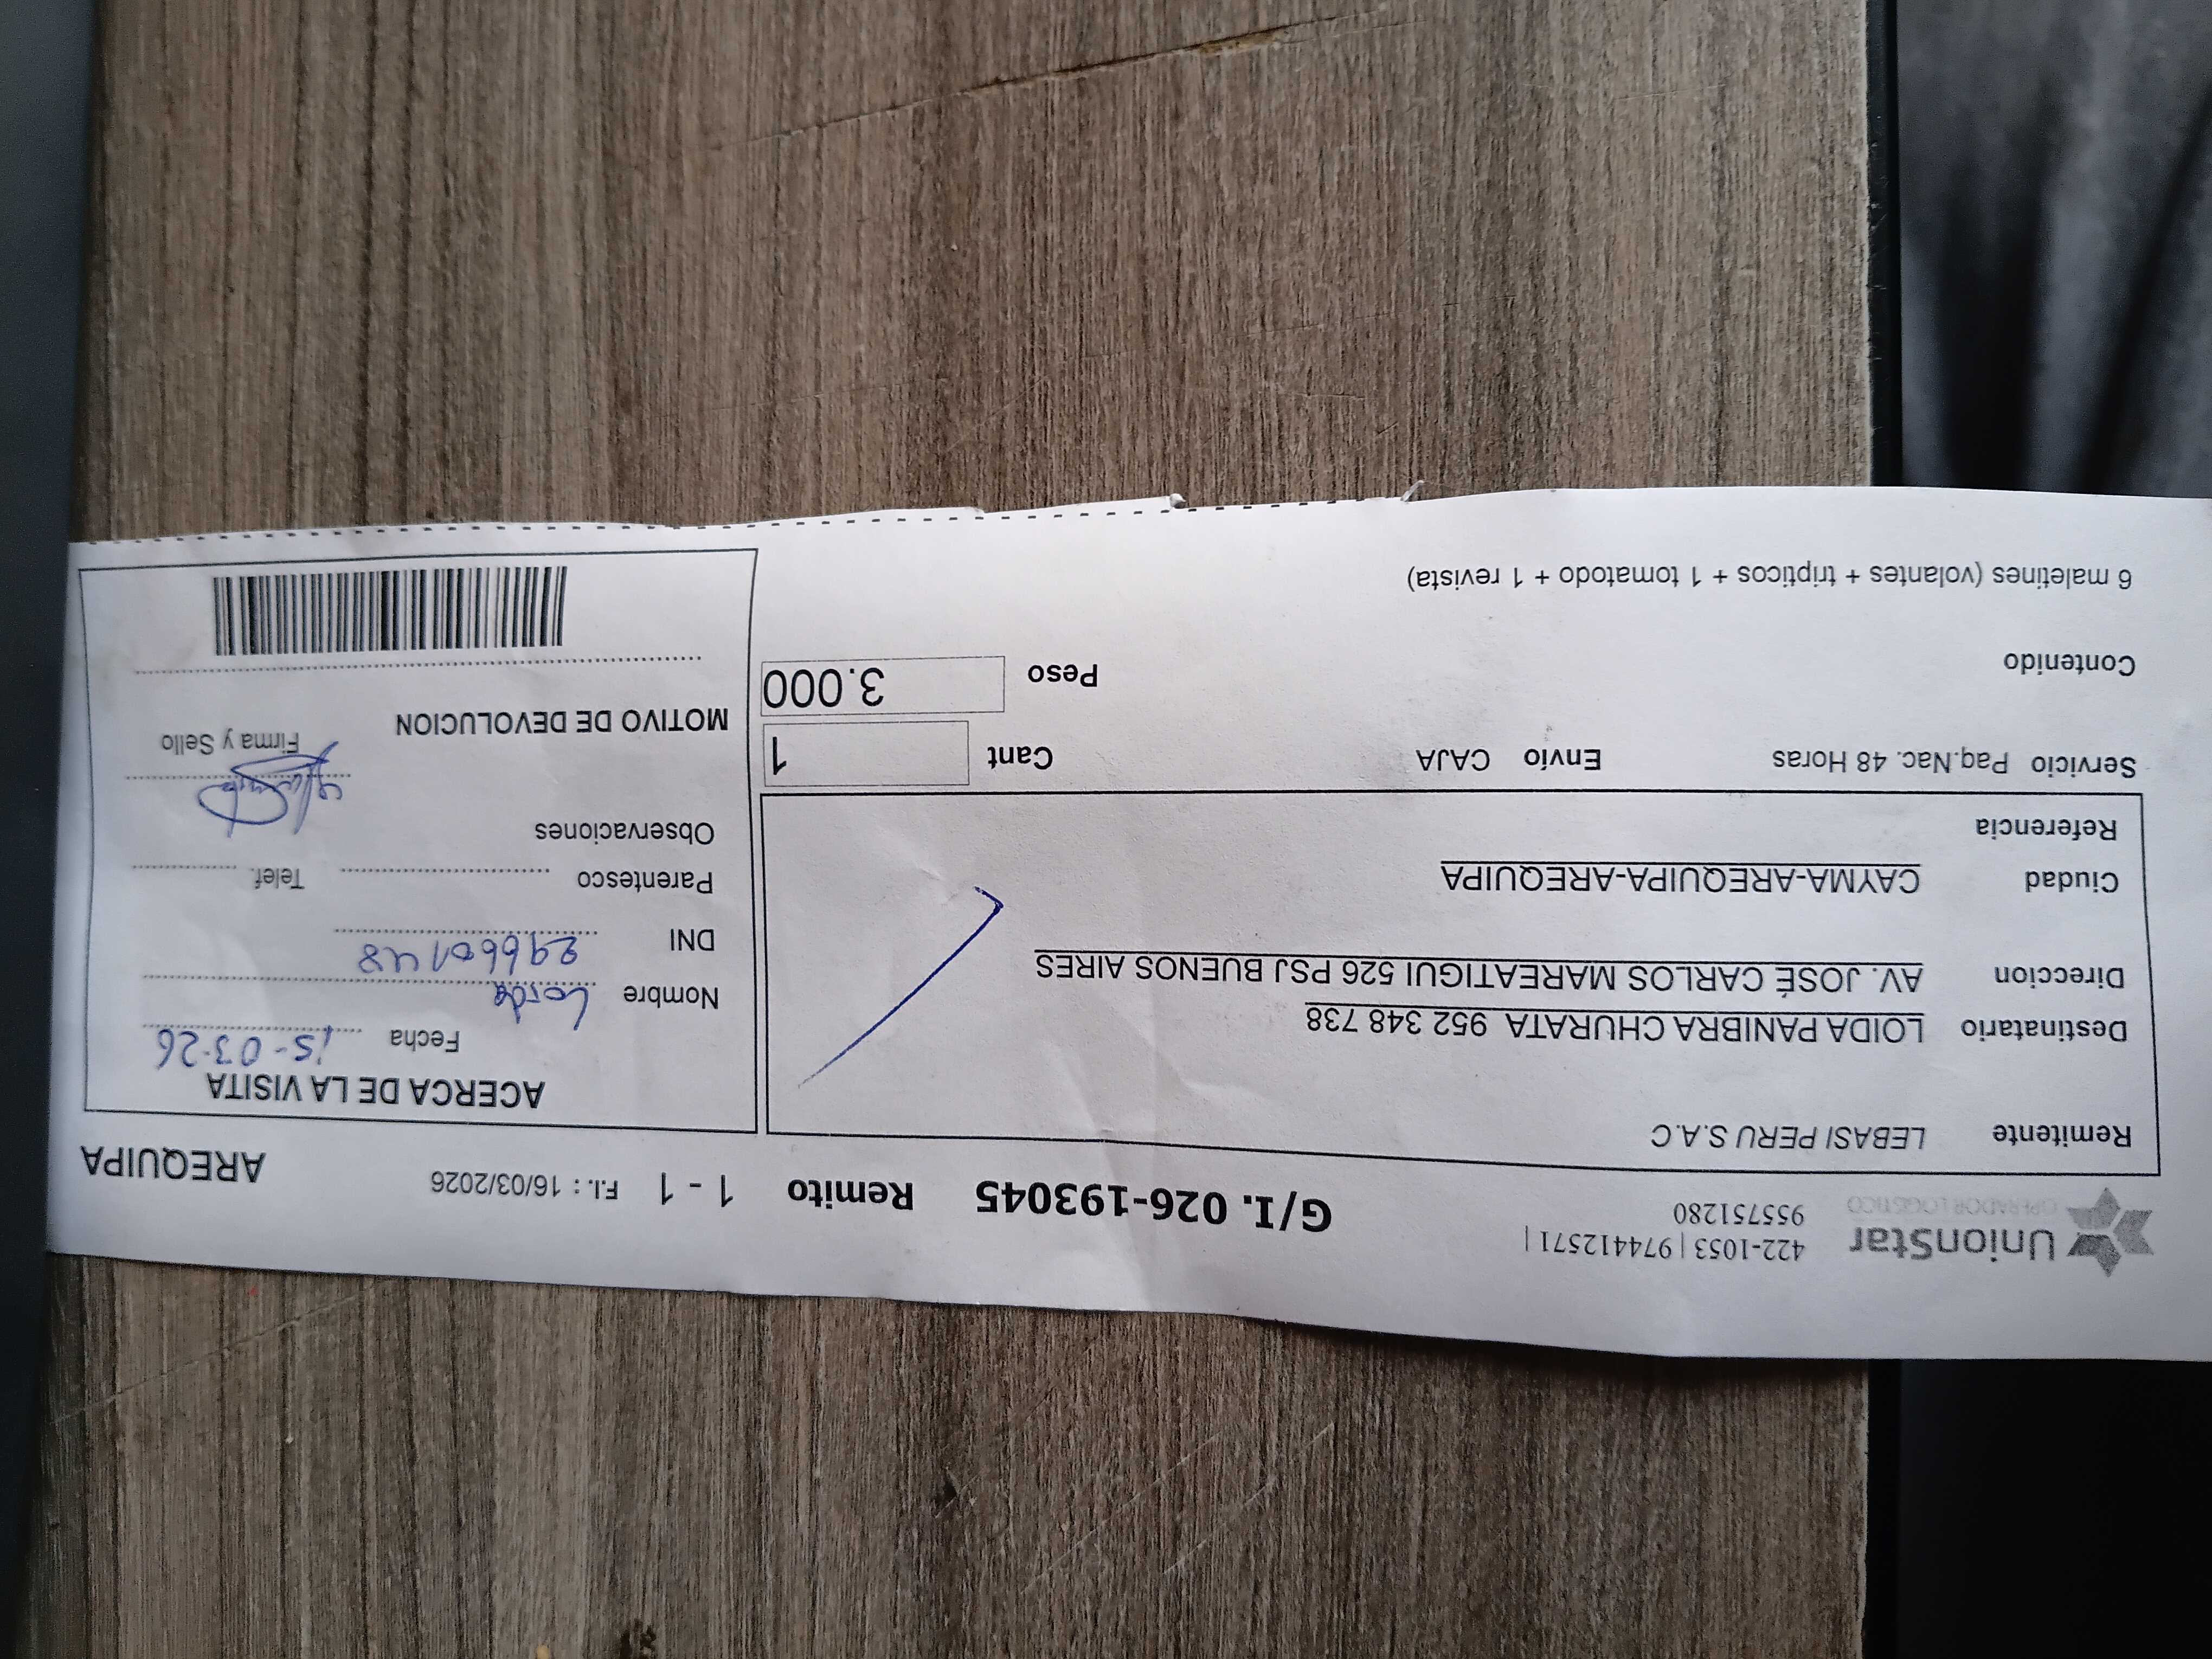 UnionStar
OPERADOR LOGISTICO
422-1053 | 974412571 |
955751280
G/I. 026-193045 Remito 1 - 1 F.I.: 16/03/2026 AREQUIPA
Remitente LEBASI PERU S.A.C
Destinatario LOIDA PANIBRA CHURATA 952 348 738
Direccion AV. JOSÉ CARLOS MAREATIGUI 526 PSJ BUENOS AIRES
Ciudad CAYMA-AREQUIPA-AREQUIPA
Referencia
Servicio Paq.Nac. 48 Horas Envío CAJA Cant 1
Peso 3.000
Contenido
6 maletines (volantes + tripticos + 1 tomatodo + 1 revista)
ACERCA DE LA VISITA
Fecha 15-03-26
Nombre
DNI 29660148
Parentesco Telef.
Observaciones
Firma y Sello
MOTIVO DE DEVOLUCION